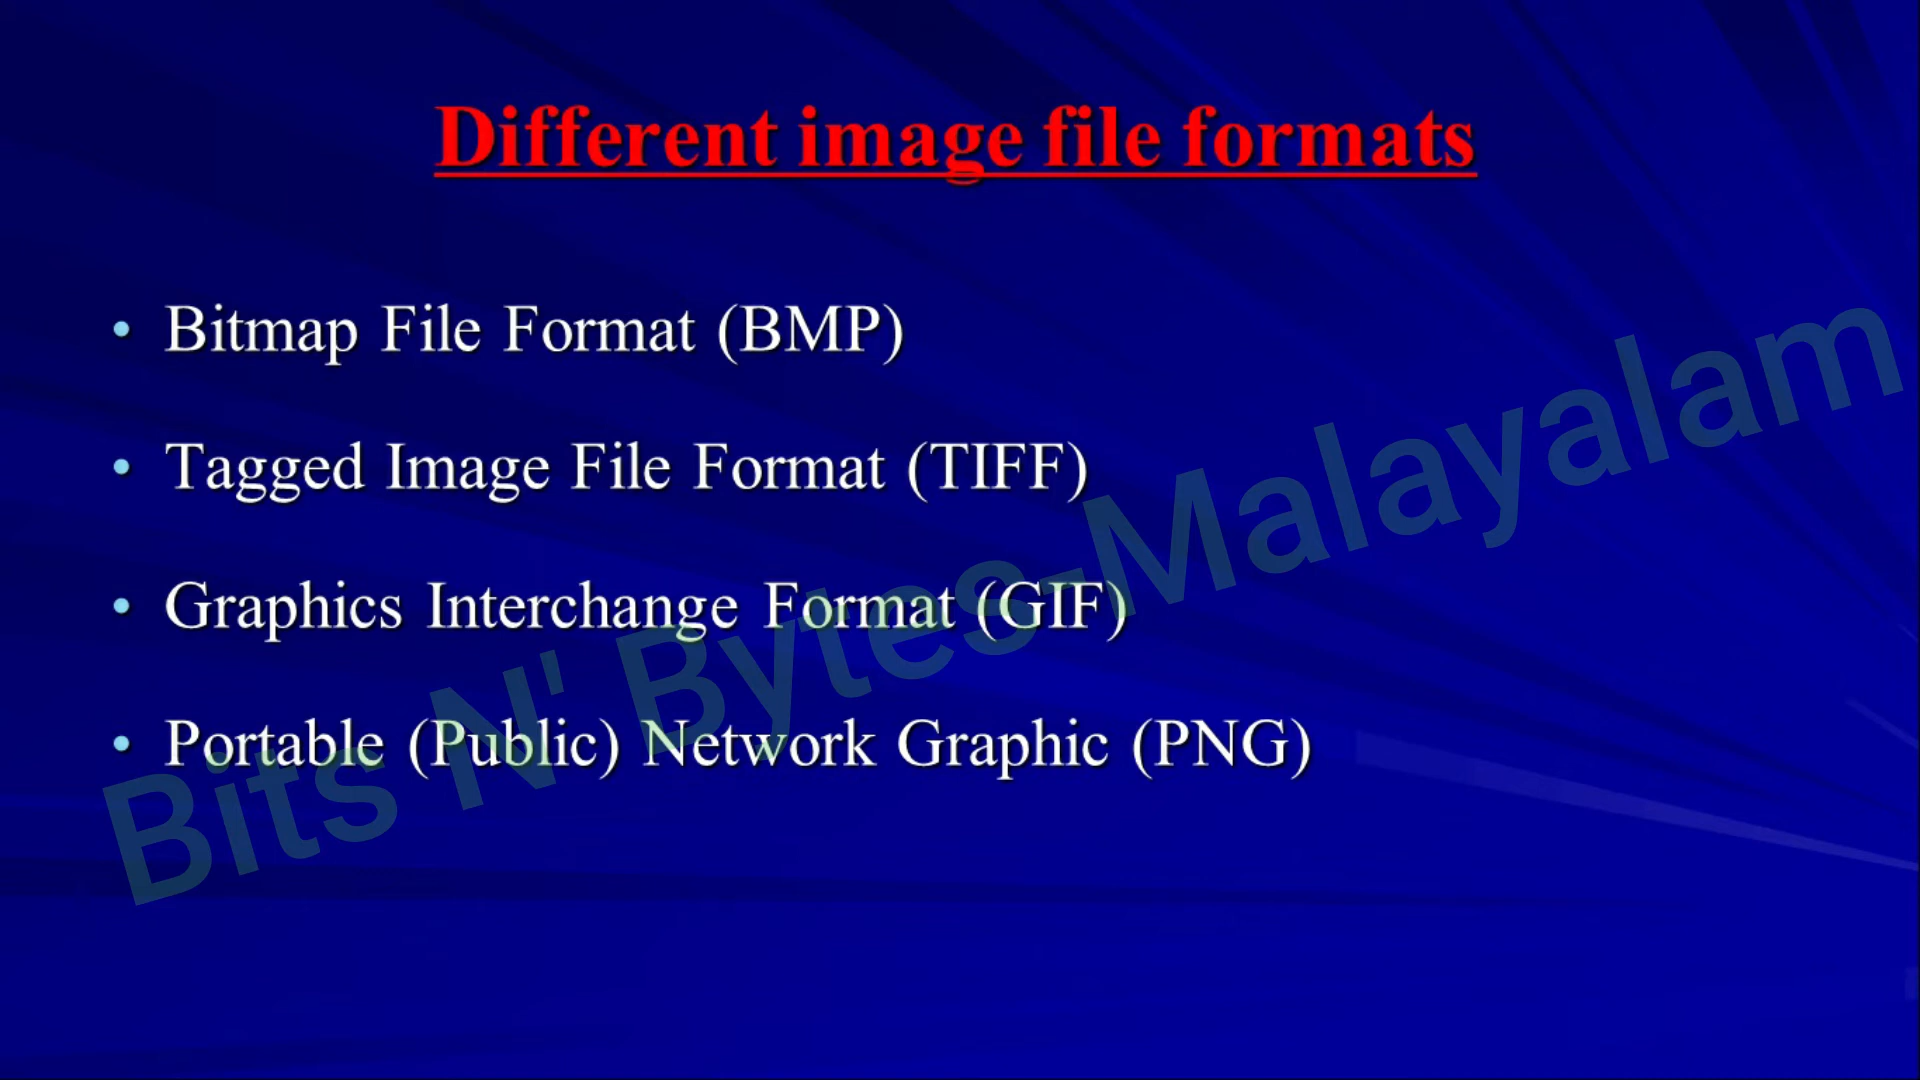 Different image file formats
• Bitmap File Format (BMP)
• Tagged Image File Format (TIFF)
• Graphics Interchange Format (GIF)
• Portable (Public) Network Graphic (PNG)
Bits N' Bytes-Malayalam